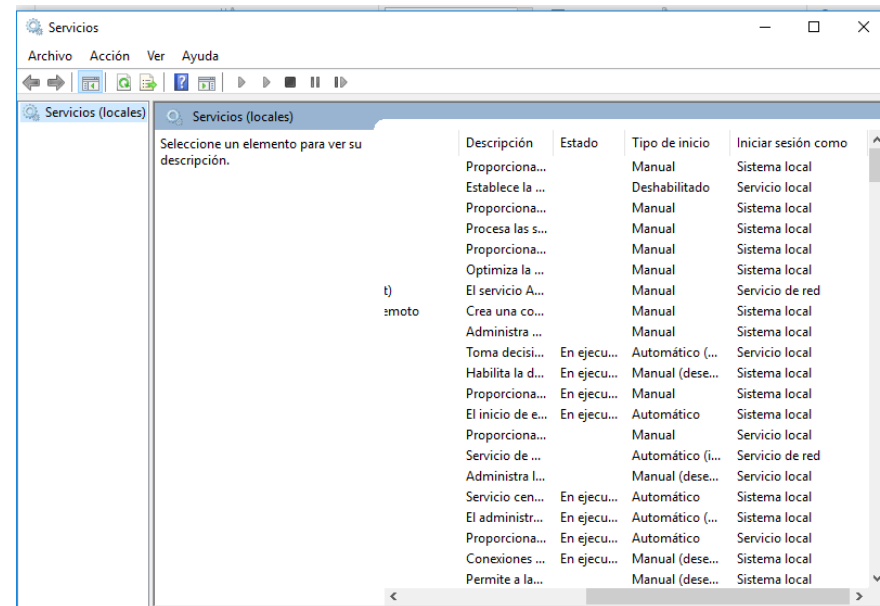 Servicios
Archivo Acción Ver Ayuda
Servicios (locales)
Servicios (locales)
Seleccione un elemento para ver su
descripción.
Descripción Estado Tipo de inicio Iniciar sesión como
Proporciona... Manual Sistema local
Establece la ... Deshabilitado Servicio local
Proporciona... Manual Sistema local
Procesa las s... Manual Sistema local
Proporciona... Manual Sistema local
Optimiza la ... Manual Sistema local
t) El servicio A... Manual Servicio de red
emoto Crea una co... Manual Sistema local
Administra ... Manual Sistema local
Toma decisi... En ejecu... Automático (... Servicio local
Habilita la d... En ejecu... Manual (dese... Sistema local
Proporciona... En ejecu... Manual Sistema local
El inicio de e... En ejecu... Automático Sistema local
Proporciona... Manual Servicio local
Servicio de ... Automático (i... Servicio de red
Administra l... Manual (dese... Servicio local
Servicio cen... En ejecu... Automático Sistema local
El administr... En ejecu... Automático (... Sistema local
Proporciona... En ejecu... Automático Servicio local
Conexiones ... En ejecu... Manual (dese... Sistema local
Permite a la... Manual (dese... Sistema local